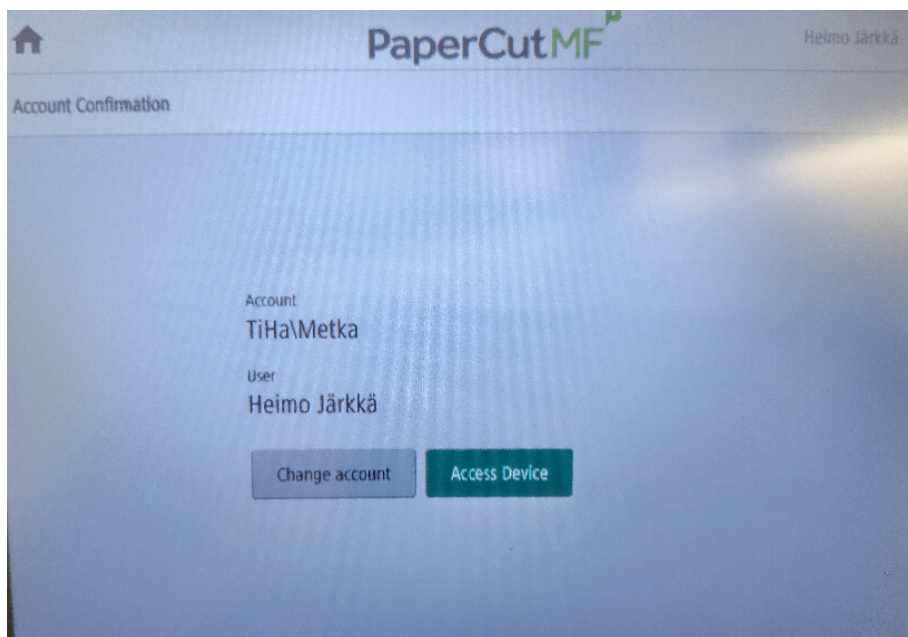 PaperCutMF
Heimo Järkkä
Account Confirmation
Account
TiHa\Metka
User
Heimo Järkkä
Change account
Access Device